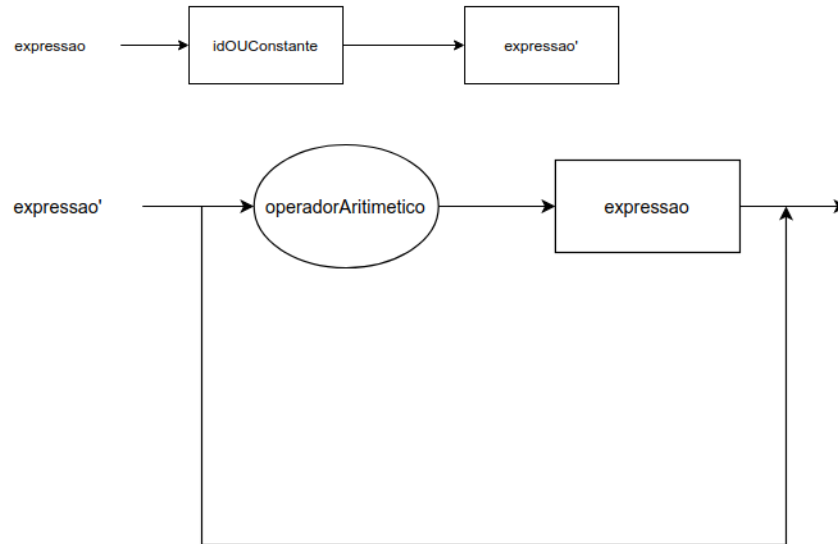 expressao
idOUConstante
expressao'
expressao'
operadorAritimetico
expressao